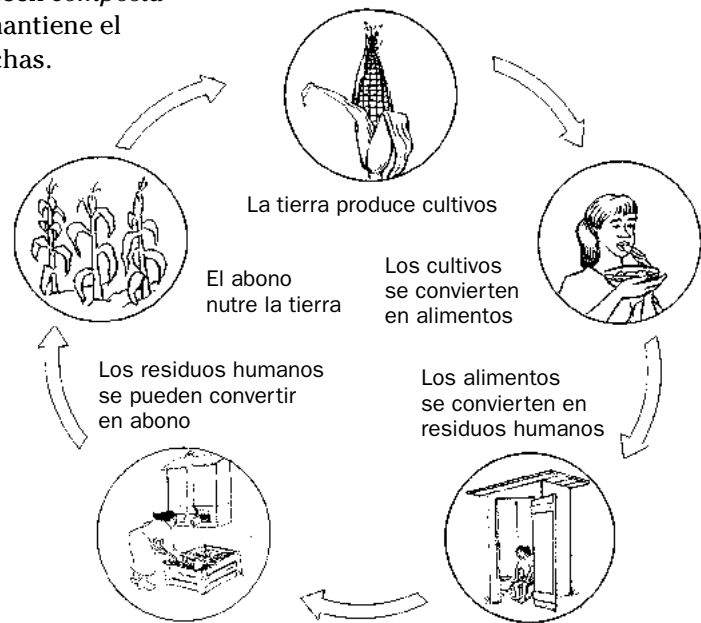 mantiene el
chas.
La tierra produce cultivos
El abono
nutre la tierra
Los cultivos
se convierten
en alimentos
Los residuos humanos
se pueden convertir
en abono
Los alimentos
se convierten en
residuos humanos